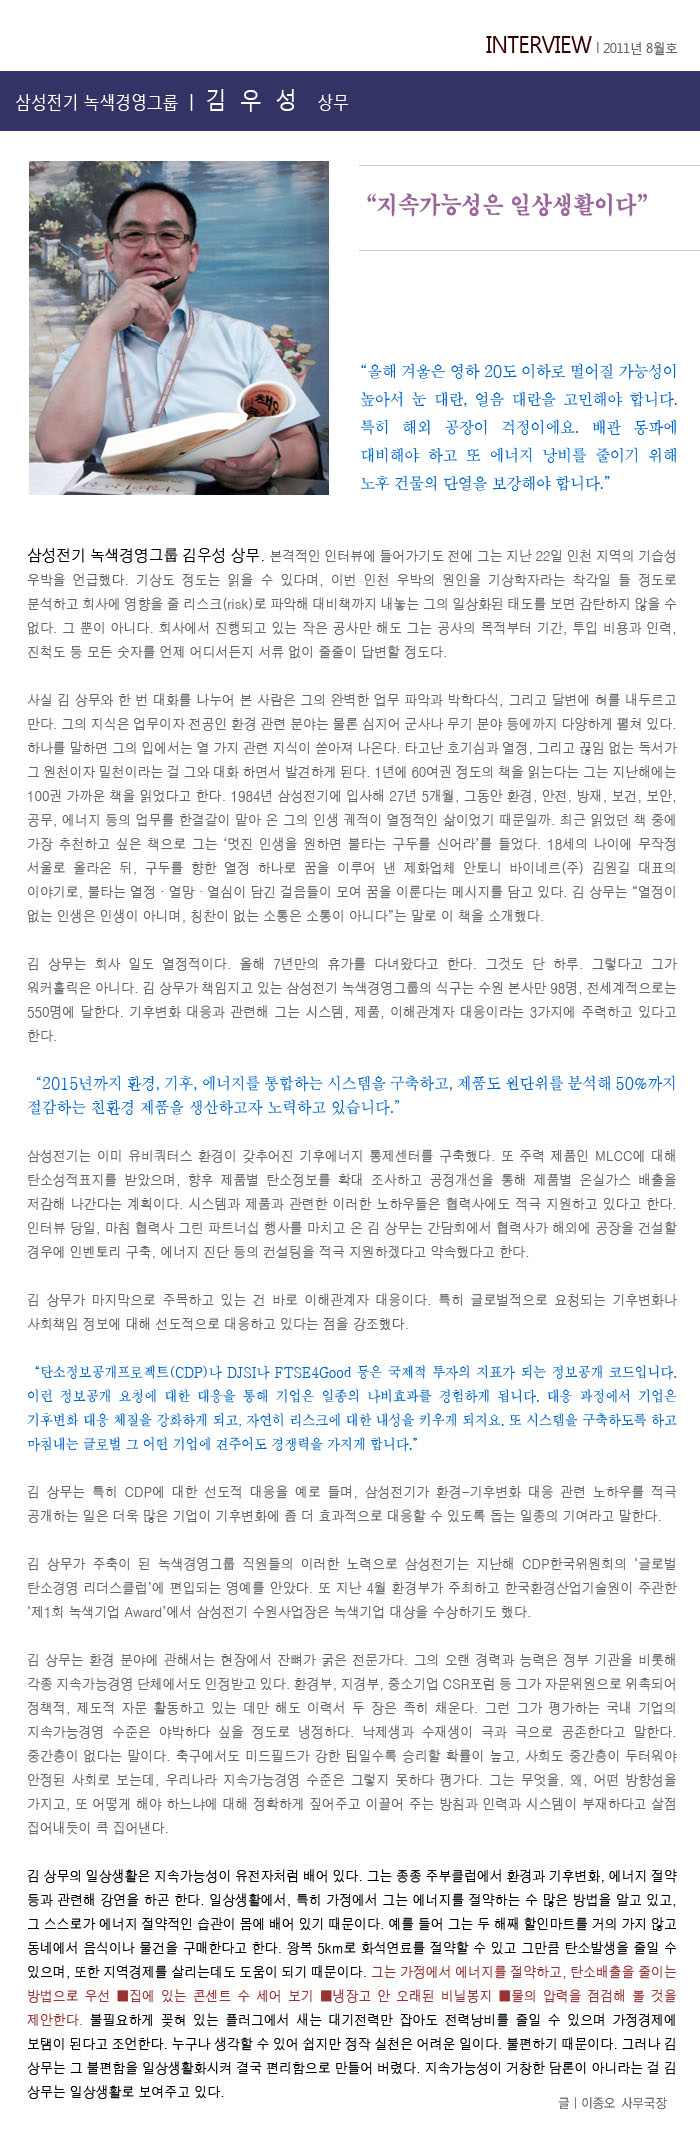 INTERVIEW | 2011년 8월호
삼성전기 녹색경영그룹 | 김 우 성 상무
“지속가능성은 일상생활이다”
“올해 겨울은 영하 20도 이하로 떨어질 가능성이
높아서 눈 대란, 얼음 대란을 고민해야 합니다.
특히 해외 공장이 걱정이에요. 배관 동파에
대비해야 하고 또 에너지 낭비를 줄이기 위해
노후 건물의 단열을 보강해야 합니다.”
삼성전기 녹색경영그룹 김우성 상무. 본격적인 인터뷰에 들어가기도 전에 그는 지난 22일 인천 지역의 기습성
우박을 언급했다. 기상도 정도는 읽을 수 있다며, 이번 인천 우박의 원인을 기상학자라는 착각일 들 정도로
분석하고 회사에 영향을 줄 리스크(risk)로 파악해 대비책까지 내놓는 그의 일상화된 태도를 보면 감탄하지 않을 수
없다. 그 뿐이 아니다. 회사에서 진행되고 있는 작은 공사만 해도 그는 공사의 목적부터 기간, 투입 비용과 인력,
진척도 등 모든 숫자를 언제 어디서든지 서류 없이 줄줄이 답변할 정도다.
사실 김 상무와 한 번 대화를 나누어 본 사람은 그의 완벽한 업무 파악과 박학다식, 그리고 달변에 혀를 내두르고
만다. 그의 지식은 업무이자 전공인 환경 관련 분야는 물론 심지어 군사나 무기 분야 등에까지 다양하게 펼쳐 있다.
하나를 말하면 그의 입에서는 열 가지 관련 지식이 쏟아져 나온다. 타고난 호기심과 열정, 그리고 끊임 없는 독서가
그 원천이자 밑천이라는 걸 그와 대화 하면서 발견하게 된다. 1년에 60여권 정도의 책을 읽는다는 그는 지난해에는
100권 가까운 책을 읽었다고 한다. 1984년 삼성전기에 입사해 27년 5개월, 그동안 환경, 안전, 방재, 보건, 보안,
공무, 에너지 등의 업무를 한결같이 맡아 온 그의 인생 궤적이 열정적인 삶이었기 때문일까. 최근 읽었던 책 중에
가장 추천하고 싶은 책으로 그는 ‘멋진 인생을 원하면 불타는 구두를 신어라’를 들었다. 18세의 나이에 무작정
서울로 올라온 뒤, 구두를 향한 열정 하나로 꿈을 이루어 낸 제화업체 안토니 바이네르(주) 김원길 대표의
이야기로, 불타는 열정 · 열망 · 열심이 담긴 걸음들이 모여 꿈을 이룬다는 메시지를 담고 있다. 김 상무는 “열정이
없는 인생은 인생이 아니며, 칭찬이 없는 소통은 소통이 아니다”는 말로 이 책을 소개했다.
김 상무는 회사 일도 열정적이다. 올해 7년만의 휴가를 다녀왔다고 한다. 그것도 단 하루. 그렇다고 그가
워커홀릭은 아니다. 김 상무가 책임지고 있는 삼성전기 녹색경영그룹의 식구는 수원 본사만 98명, 전세계적으로는
550명에 달한다. 기후변화 대응과 관련해 그는 시스템, 제품, 이해관계자 대응이라는 3가지에 주력하고 있다고
한다.
“2015년까지 환경, 기후, 에너지를 통합하는 시스템을 구축하고, 제품도 원단위를 분석해 50%까지
절감하는 친환경 제품을 생산하고자 노력하고 있습니다.”
삼성전기는 이미 유비쿼터스 환경이 갖추어진 기후에너지 통제센터를 구축했다. 또 주력 제품인 MLCC에 대해
탄소성적표지를 받았으며, 향후 제품별 탄소정보를 확대 조사하고 공정개선을 통해 제품별 온실가스 배출을
저감해 나간다는 계획이다. 시스템과 제품과 관련한 이러한 노하우들은 협력사에도 적극 지원하고 있다고 한다.
인터뷰 당일, 마침 협력사 그린 파트너십 행사를 마치고 온 김 상무는 간담회에서 협력사가 해외에 공장을 건설할
경우에 인벤토리 구축, 에너지 진단 등의 컨설팅을 적극 지원하겠다고 약속했다고 한다.
김 상무가 마지막으로 주목하고 있는 건 바로 이해관계자 대응이다. 특히 글로벌적으로 요청되는 기후변화나
사회책임 정보에 대해 선도적으로 대응하고 있다는 점을 강조했다.
“탄소정보공개프로젝트(CDP)나 DJSI나 FTSE4Good 등은 국제적 투자의 지표가 되는 정보공개 코드입니다.
이런 정보공개 요청에 대한 대응을 통해 기업은 일종의 나비효과를 경험하게 됩니다. 대응 과정에서 기업은
기후변화 대응 체질을 강화하게 되고, 자연히 리스크에 대한 내성을 키우게 되지요. 또 시스템을 구축하도록 하고
마침내는 글로벌 그 어떤 기업에 견주어도 경쟁력을 가지게 합니다.”
김 상무는 특히 CDP에 대한 선도적 대응을 예로 들며, 삼성전기가 환경-기후변화 대응 관련 노하우를 적극
공개하는 일은 더욱 많은 기업이 기후변화에 좀 더 효과적으로 대응할 수 있도록 돕는 일종의 기여라고 말한다.
김 상무가 주축이 된 녹색경영그룹 직원들의 이러한 노력으로 삼성전기는 지난해 CDP한국위원회의 ‘글로벌
탄소경영 리더스클럽’에 편입되는 영예를 안았다. 또 지난 4월 환경부가 주최하고 한국환경산업기술원이 주관한
‘제1회 녹색기업 Award’에서 삼성전기 수원사업장은 녹색기업 대상을 수상하기도 했다.
김 상무는 환경 분야에 관해서는 현장에서 잔뼈가 굵은 전문가다. 그의 오랜 경력과 능력은 정부 기관을 비롯해
각종 지속가능경영 단체에서도 인정받고 있다. 환경부, 지경부, 중소기업 CSR포럼 등 그가 자문위원으로 위촉되어
정책적, 제도적 자문 활동하고 있는 데만 해도 이력서 두 장은 족히 채운다. 그런 그가 평가하는 국내 기업의
지속가능경영 수준은 야박하다 싶을 정도로 냉정하다. 낙제생과 수재생이 극과 극으로 공존한다고 말한다.
중간층이 없다는 말이다. 축구에서도 미드필드가 강한 팀일수록 승리할 확률이 높고, 사회도 중간층이 두터워야
안정된 사회로 보는데, 우리나라 지속가능경영 수준은 그렇지 못하다 평가다. 그는 무엇을, 왜, 어떤 방향성을
가지고, 또 어떻게 해야 하느냐에 대해 정확하게 짚어주고 이끌어 주는 방침과 인력과 시스템이 부재하다고 살점
집어내듯이 콕 집어낸다.
김 상무의 일상생활은 지속가능성이 유전자처럼 배어 있다. 그는 종종 주부클럽에서 환경과 기후변화, 에너지 절약
등과 관련해 강연을 하곤 한다. 일상생활에서, 특히 가정에서 그는 에너지를 절약하는 수 많은 방법을 알고 있고,
그 스스로가 에너지 절약적인 습관이 몸에 배어 있기 때문이다. 예를 들어 그는 두 해째 할인마트를 거의 가지 않고
동네에서 음식이나 물건을 구매한다고 한다. 왕복 5km로 화석연료를 절약할 수 있고 그만큼 탄소발생을 줄일 수
있으며, 또한 지역경제를 살리는데도 도움이 되기 때문이다. 그는 가정에서 에너지를 절약하고, 탄소배출을 줄이는
방법으로 우선 ■집에 있는 콘센트 수 세어 보기 ■냉장고 안 오래된 비닐봉지 ■물의 압력을 점검해 볼 것을
제안한다. 불필요하게 꽂혀 있는 플러그에서 새는 대기전력만 잡아도 전력낭비를 줄일 수 있으며 가정경제에
보탬이 된다고 조언한다. 누구나 생각할 수 있어 쉽지만 정작 실천은 어려운 일이다. 불편하기 때문이다. 그러나 김
상무는 그 불편함을 일상생활화시켜 결국 편리함으로 만들어 버렸다. 지속가능성이 거창한 담론이 아니라는 걸 김
상무는 일상생활로 보여주고 있다.
글 | 이종오 사무국장